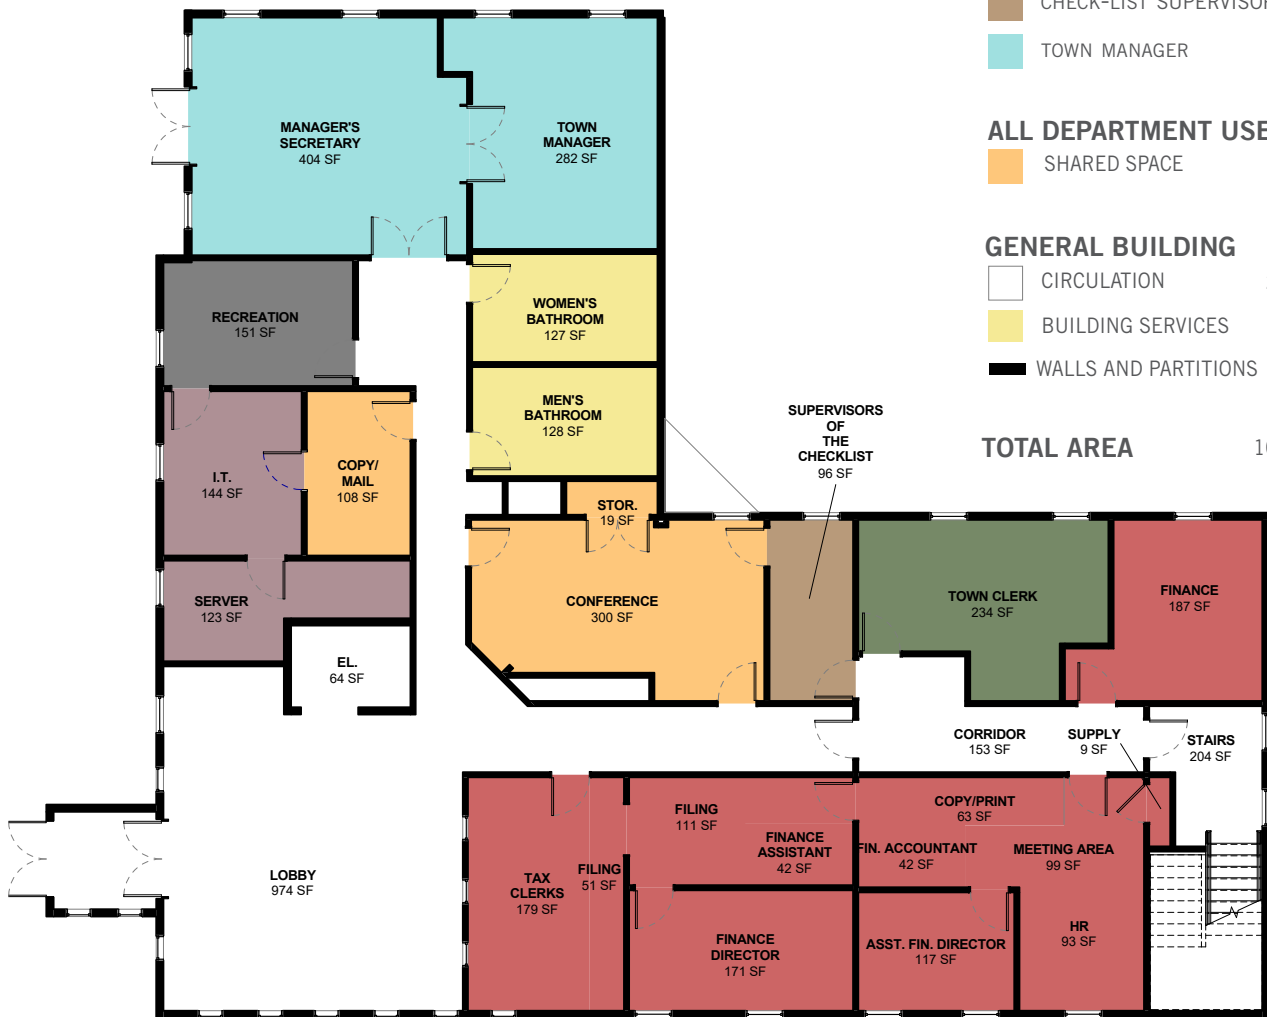 CHECK-LIST
TOWN MANAGER
ALL DEPARTMENT USE
SHARED SPACE
GENERAL BUILDING
CIRCULATION
BUILDING SERVICES
WALLS AND PARTITIONS
TOTAL AREA
MANAGER'S
SECRETARY
404 SF
TOWN
MANAGER
282 SF
RECREATION
151 SF
WOMEN'S
BATHROOM
127 SF
MEN'S
BATHROOM
128 SF
I.T.
144 SF
COPY/
MAIL
108 SF
STOR.
19 SF
SUPERVISORS
OF
THE
CHECKLIST
96 SF
SERVER
123 SF
EL.
64 SF
CONFERENCE
300 SF
TOWN CLERK
234 SF
FINANCE
187 SF
CORRIDOR
153 SF
SUPPLY
9 SF
STAIRS
204 SF
LOBBY
974 SF
TAX
CLERKS
179 SF
FILING
51 SF
FILING
111 SF
FINANCE
ASSISTANT
42 SF
COPY/PRINT
63 SF
FIN. ACCOUNTANT
42 SF
MEETING AREA
99 SF
FINANCE
DIRECTOR
171 SF
ASST. FIN. DIRECTOR
117 SF
HR
93 SF